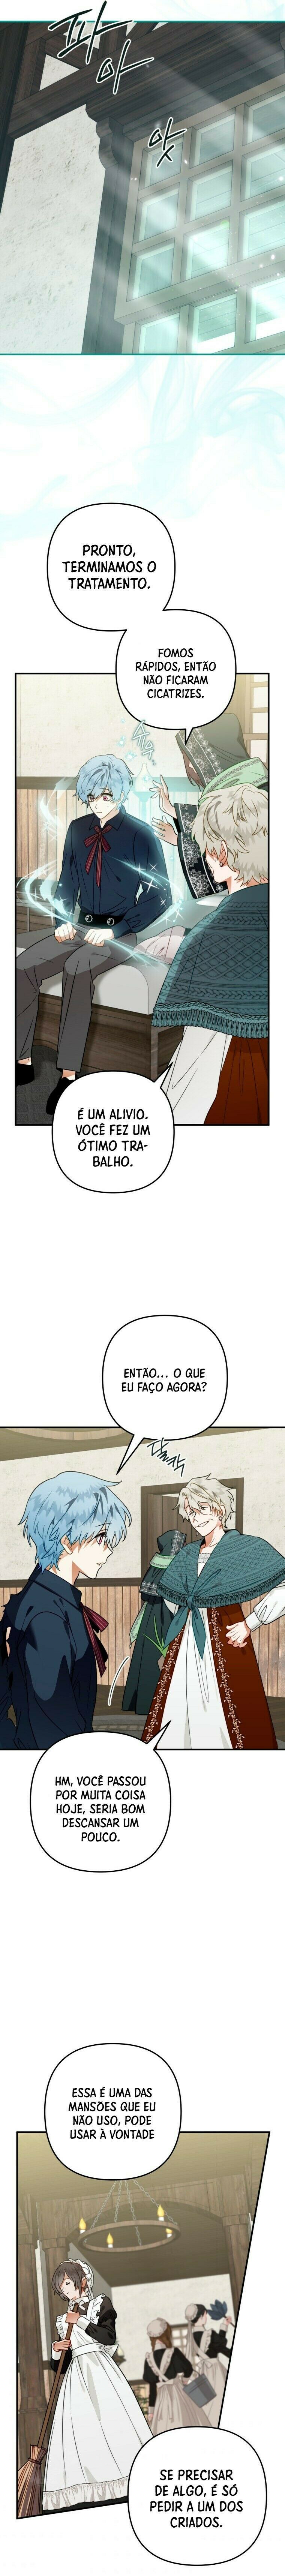 파
아
앗
PRONTO,
TERMINAMOS O
TRATAMENTO.
FOMOS
RÁPIDOS, ENTÃO
NÃO FICARAM
CICATRIZES.
É UM ALIVIO.
VOCÊ FEZ UM
ÓTIMO TRA-
BALHO.
ENTÃO... O QUE
EU FAÇO AGORA?
HM, VOCÊ PASSOU
POR MUITA COISA
HOJE, SERIA BOM
DESCANSAR UM
POUCO.
ESSA É UMA DAS
MANSÕES QUE EU
NÃO USO, PODE
USAR À VONTADE
SE PRECISAR
DE ALGO, É SÓ
PEDIR A UM DOS
CRIADOS.